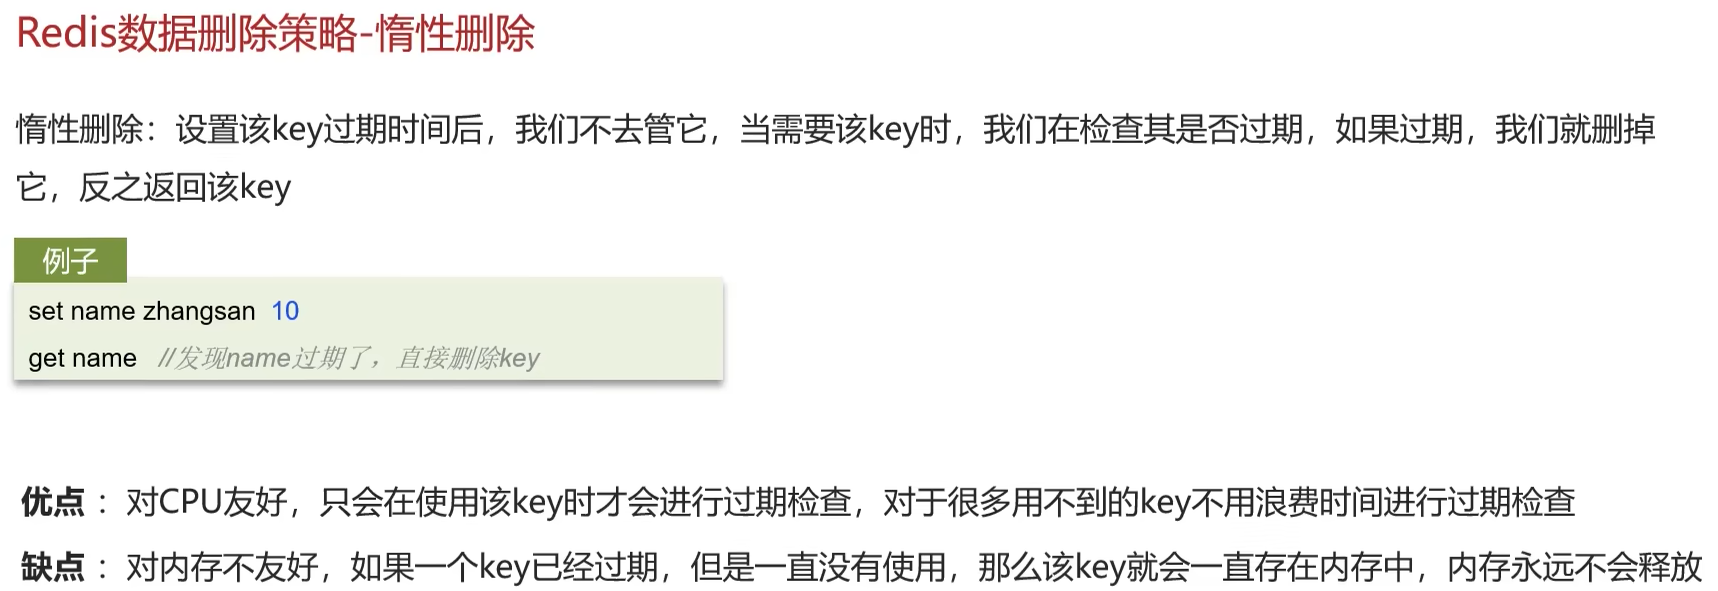 Redis数据删除策略-惰性删除
惰性删除：设置该key过期时间后，我们不去管它，当需要该key时，我们在检查其是否过期，如果过期，我们就删掉
它，反之返回该key
例子
set name zhangsan 10
get name //发现name过期了，直接删除key
优点 ：对CPU友好，只会在使用该key时才会进行过期检查，对于很多用不到的key不用浪费时间进行过期检查
缺点 ：对内存不友好，如果一个key已经过期，但是一直没有使用，那么该key就会一直存在内存中，内存永远不会释放